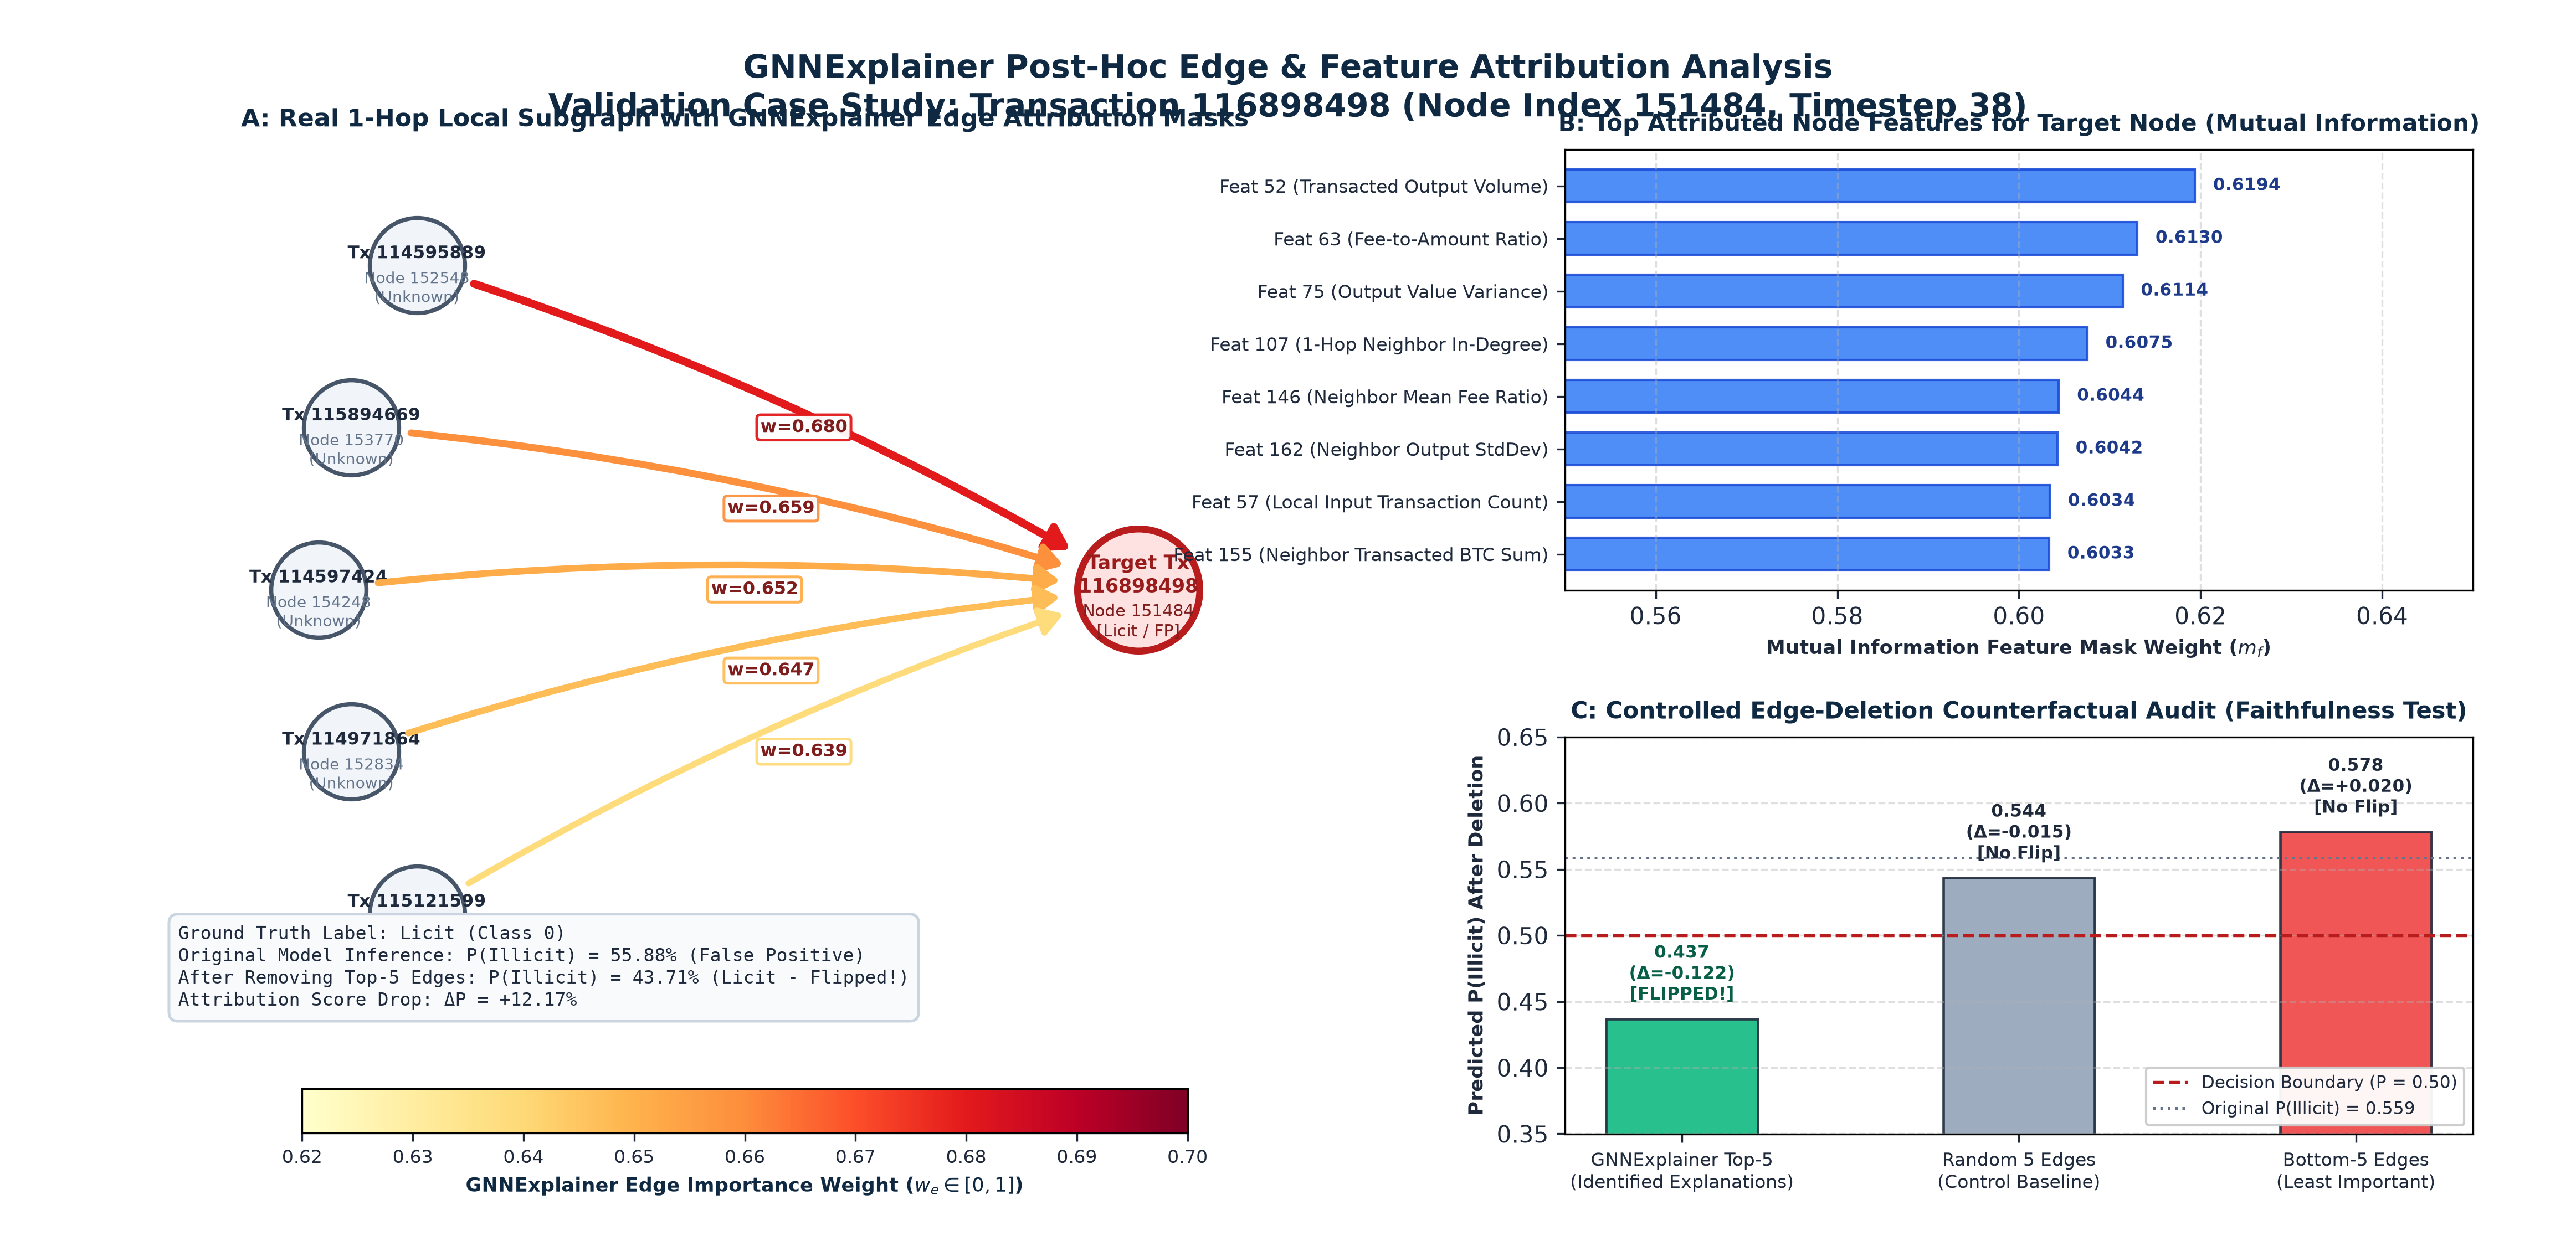 GNNExplainer Post-Hoc Edge & Feature Attribution Analysis
Validation Case Study: Transaction 116898498 (Node Index 151484, Timestep 38)
A: Real 1-Hop Local Subgraph with GNNExplainer Edge Attribution Masks
Tx 114595889
Node 152548
(Unknown)
Tx 115894669
Node 153770
(Unknown)
Tx 114597424
Node 154248
(Unknown)
Tx 114971864
Node 152834
(Unknown)
Tx 115121599
w=0.680
w=0.659
w=0.652
w=0.647
w=0.639
Target Tx
116898498
Node 151484
[Licit / FP]
Ground Truth Label: Licit (Class 0)
Original Model Inference: P(Illicit) = 55.88% (False Positive)
After Removing Top-5 Edges: P(Illicit) = 43.71% (Licit - Flipped!)
Attribution Score Drop: ΔP = +12.17%
0.62 0.63 0.64 0.65 0.66 0.67 0.68 0.69 0.70
GNNExplainer Edge Importance Weight (wₑ ∈ [0, 1])
B: Top Attributed Node Features for Target Node (Mutual Information)
Feat 52 (Transacted Output Volume) 0.6194
Feat 63 (Fee-to-Amount Ratio) 0.6130
Feat 75 (Output Value Variance) 0.6114
Feat 107 (1-Hop Neighbor In-Degree) 0.6075
Feat 146 (Neighbor Mean Fee Ratio) 0.6044
Feat 162 (Neighbor Output StdDev) 0.6042
Feat 57 (Local Input Transaction Count) 0.6034
Feat 155 (Neighbor Transacted BTC Sum) 0.6033
0.56 0.58 0.60 0.62 0.64
Mutual Information Feature Mask Weight (m_f)
C: Controlled Edge-Deletion Counterfactual Audit (Faithfulness Test)
Predicted P(Illicit) After Deletion
0.65
0.60
0.55
0.50
0.45
0.40
0.35
0.437
(Δ=-0.122)
[FLIPPED!]
0.544
(Δ=-0.015)
[No Flip]
0.578
(Δ=+0.020)
[No Flip]
Decision Boundary (P = 0.50)
Original P(Illicit) = 0.559
GNNExplainer Top-5
(Identified Explanations)
Random 5 Edges
(Control Baseline)
Bottom-5 Edges
(Least Important)